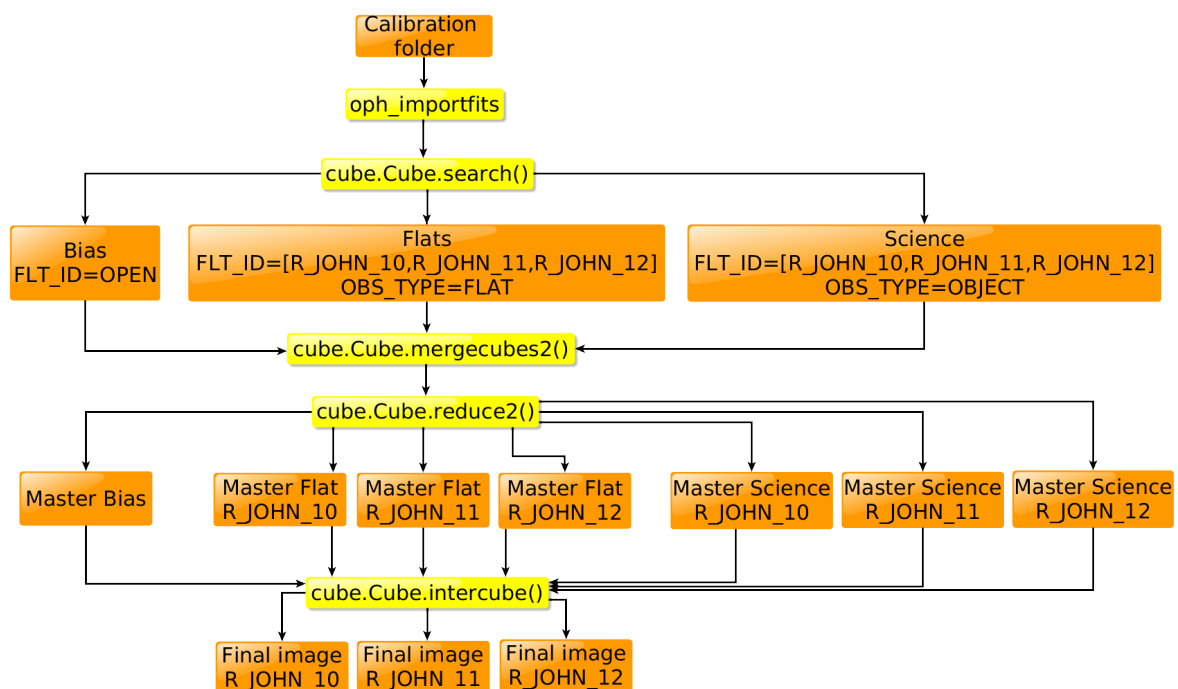 Calibration
folder
oph_importfits
cube.Cube.search()
Bias
FLT_ID=OPEN
Flats
FLT_ID=[R_JOHN_10,R_JOHN_11,R_JOHN_12]
OBS_TYPE=FLAT
Science
FLT_ID=[R_JOHN_10,R_JOHN_11,R_JOHN_12]
OBS_TYPE=OBJECT
cube.Cube.mergecubes2()
cube.Cube.reduce2()
Master Bias
Master Flat
R_JOHN_10
Master Flat
R_JOHN_11
Master Flat
R_JOHN_12
Master Science
R_JOHN_10
Master Science
R_JOHN_11
Master Science
R_JOHN_12
cube.Cube.intercube()
Final image
R_JOHN_10
Final image
R_JOHN_11
Final image
R_JOHN_12